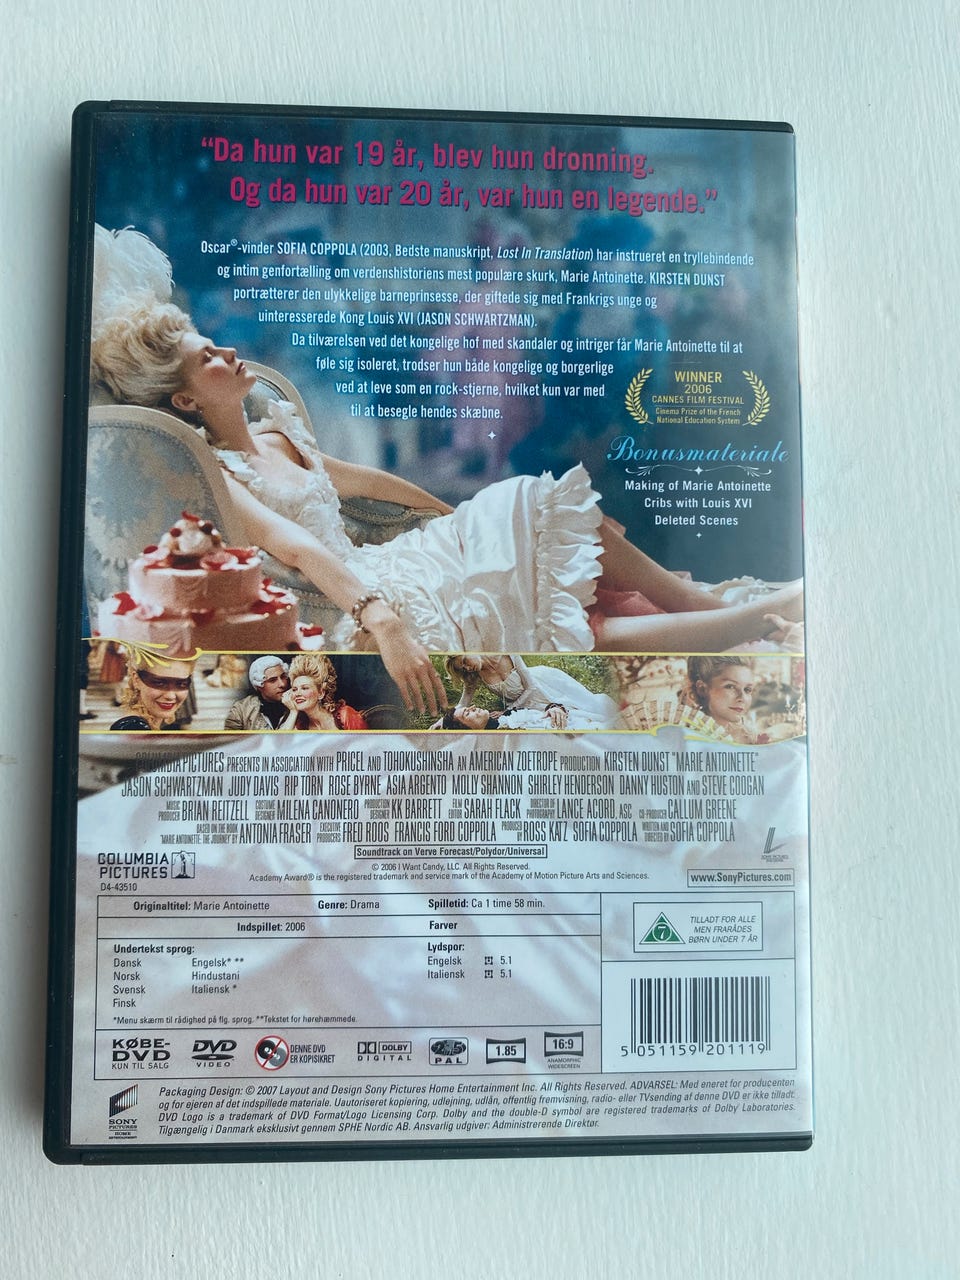 “Da hun var 19 år, blev hun dronning.
Og da hun var 20 år, var hun en legende.”
Oscar®-vinder SOFIA COPPOLA (2003, Bedste manuskript, Lost In Translation) har instrueret en tryllebindende
og intim genfortælling om verdenshistoriens mest populære skurk, Marie Antoinette. KIRSTEN DUNST
portrætterer den ulykkelige barneprinsesse, der giftede sig med Frankrigs unge og
uinteresserede Kong Louis XVI (JASON SCHWARTZMAN).
Da tilværelsen ved det kongelige hof med skandaler og intriger får Marie Antoinette til at
føle sig isoleret, trodser hun både kongelige og borgerlige
ved at leve som en rock-stjerne, hvilket kun var med
til at besegle hendes skæbne.
WINNER
2006
CANNES FILM FESTIVAL
Cinema Prize of the French
National Education System
Bonusmateriale
Making of Marie Antoinette
Cribs with Louis XVI
Deleted Scenes
COLUMBIA PICTURES PRESENTS IN ASSOCIATION WITH PRICEL AND TOHOKUSHINSHA AN AMERICAN ZOETROPE PRODUCTION KIRSTEN DUNST "MARIE ANTOINETTE"
JASON SCHWARTZMAN JUDY DAVIS RIP TORN ROSE BYRNE ASIA ARGENTO MOLLY SHANNON SHIRLEY HENDERSON DANNY HUSTON AND STEVE COOGAN
MUSIC PRODUCER BRIAN REITZELL COSTUME DESIGNER MILENA CANONERO PRODUCTION DESIGNER KK BARRETT FILM EDITOR SARAH FLACK DIRECTOR OF PHOTOGRAPHY LANCE ACORD, ASC CO-PRODUCER CALLUM GREENE
BASED ON THE BOOK "MARIE ANTOINETTE: THE JOURNEY" BY ANTONIA FRASER EXECUTIVE PRODUCERS FRED ROOS FRANCIS FORD COPPOLA PRODUCED BY ROSS KATZ SOFIA COPPOLA WRITTEN AND DIRECTED BY SOFIA COPPOLA
Soundtrack on Verve Forecast/Polydor/Universal
© 2006 I Want Candy, LLC. All Rights Reserved.
Academy Award® is the registered trademark and service mark of the Academy of Motion Picture Arts and Sciences.
COLUMBIA
PICTURES
D4-43510
www.SonyPictures.com
Originaltitel: Marie Antoinette Genre: Drama Spilletid: Ca 1 time 58 min.
Indspillet: 2006 Farver
Undertekst sprog:
Dansk Engelsk* **
Norsk Hindustani
Svensk Italiensk *
Finsk
Lydspor:
Engelsk 5.1
Italiensk 5.1
*Menu skærm til rådighed på flg. sprog. **Tekstet for hørehæmmede.
7
TILLADT FOR ALLE
MEN FRARÅDES
BØRN UNDER 7 ÅR
KØBE-
DVD
KUN TIL SALG
DVD
VIDEO
DENNE DVD
ER KOPISIKRET
DOLBY
DIGITAL
2 5
PAL
1.85
16:9
ANAMORPHIC
WIDESCREEN
5 051159 201119
SONY
PICTURES
HOME
ENTERTAINMENT
Packaging Design: © 2007 Layout and Design Sony Pictures Home Entertainment Inc. All Rights Reserved. ADVARSEL: Med eneret for producenten
og for ejeren af det indspillede materiale. Uautoriseret kopiering, udlejning, udlån, offentlig fremvisning, radio- eller TVsending af denne DVD er ikke tilladt.
DVD Logo is a trademark of DVD Format/Logo Licensing Corp. Dolby and the double-D symbol are registered trademarks of Dolby Laboratories.
Tilgængelig i Danmark eksklusivt gennem SPHE Nordic AB. Ansvarlig udgiver: Administrerende Direktør.